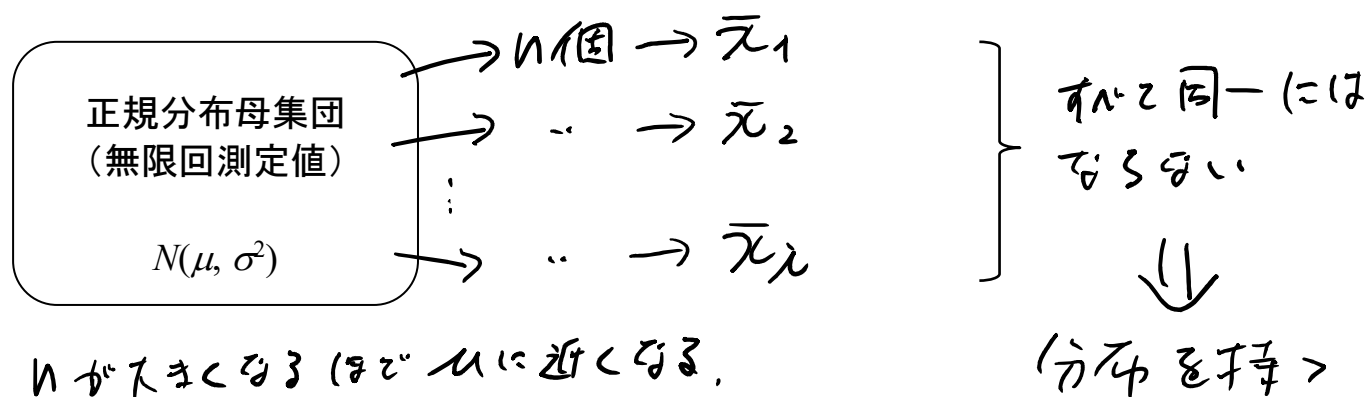 n個 → x̄1
正規分布母集団
(無限回測定値)
〃 → x̄2
⋮
N(μ, σ²)
〃 → x̄i
すべて同一には
ならない
⇓
分布を持つ
nが大きくなるほどμに近くなる.